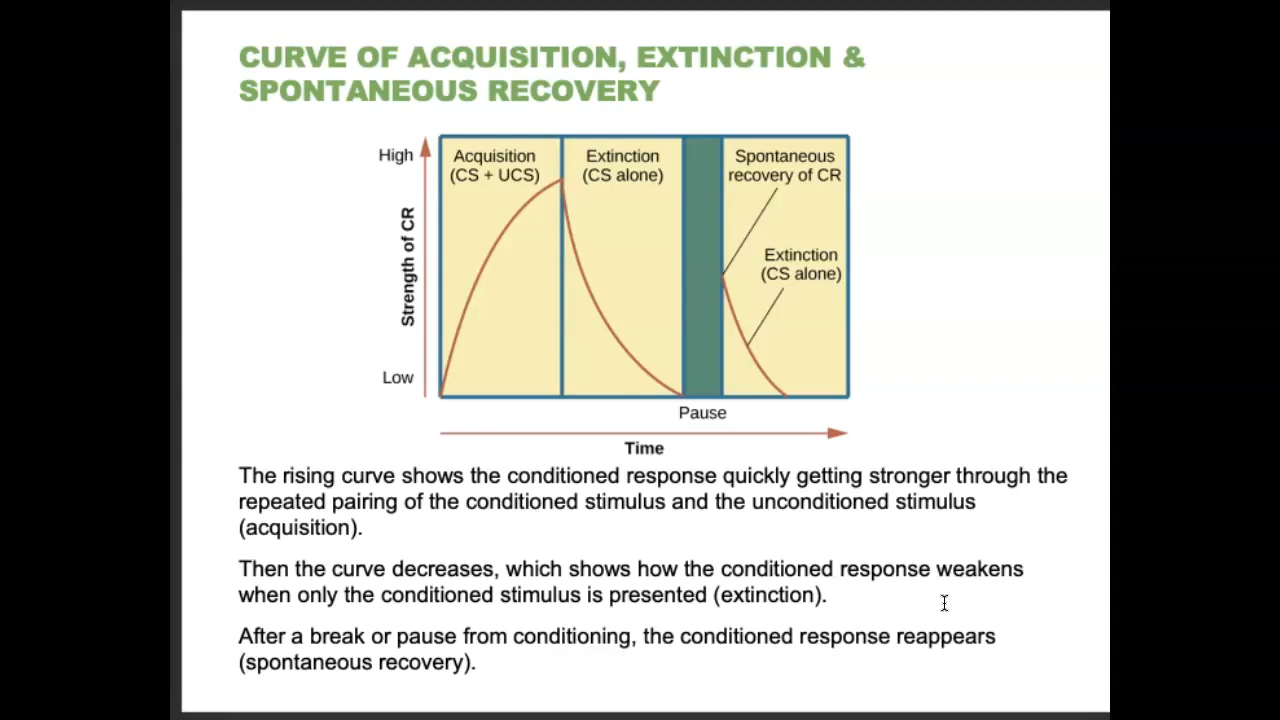 CURVE OF ACQUISITION, EXTINCTION &
SPONTANEOUS RECOVERY
High
Acquisition
(CS + UCS)
Extinction
(CS alone)
Spontaneous
recovery of CR
Strength of CR
Extinction
(CS alone)
Low
Pause
Time
The rising curve shows the conditioned response quickly getting stronger through the
repeated pairing of the conditioned stimulus and the unconditioned stimulus
(acquisition).
Then the curve decreases, which shows how the conditioned response weakens
when only the conditioned stimulus is presented (extinction).
After a break or pause from conditioning, the conditioned response reappears
(spontaneous recovery).